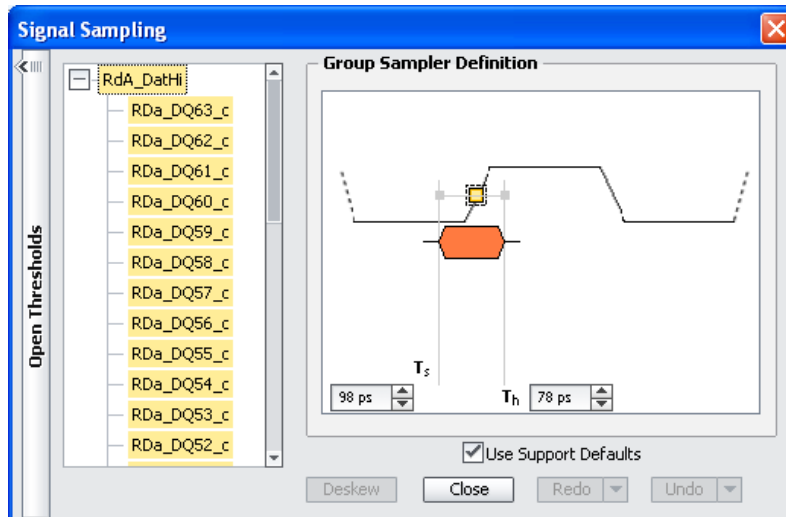 Signal Sampling
Open Thresholds
RdA_DatHi
RDa_DQ63_c
RDa_DQ62_c
RDa_DQ61_c
RDa_DQ60_c
RDa_DQ59_c
RDa_DQ58_c
RDa_DQ57_c
RDa_DQ56_c
RDa_DQ55_c
RDa_DQ54_c
RDa_DQ53_c
RDa_DQ52_c
Group Sampler Definition
Ts
98 ps
Th 78 ps
Use Support Defaults
Deskew Close Redo Undo